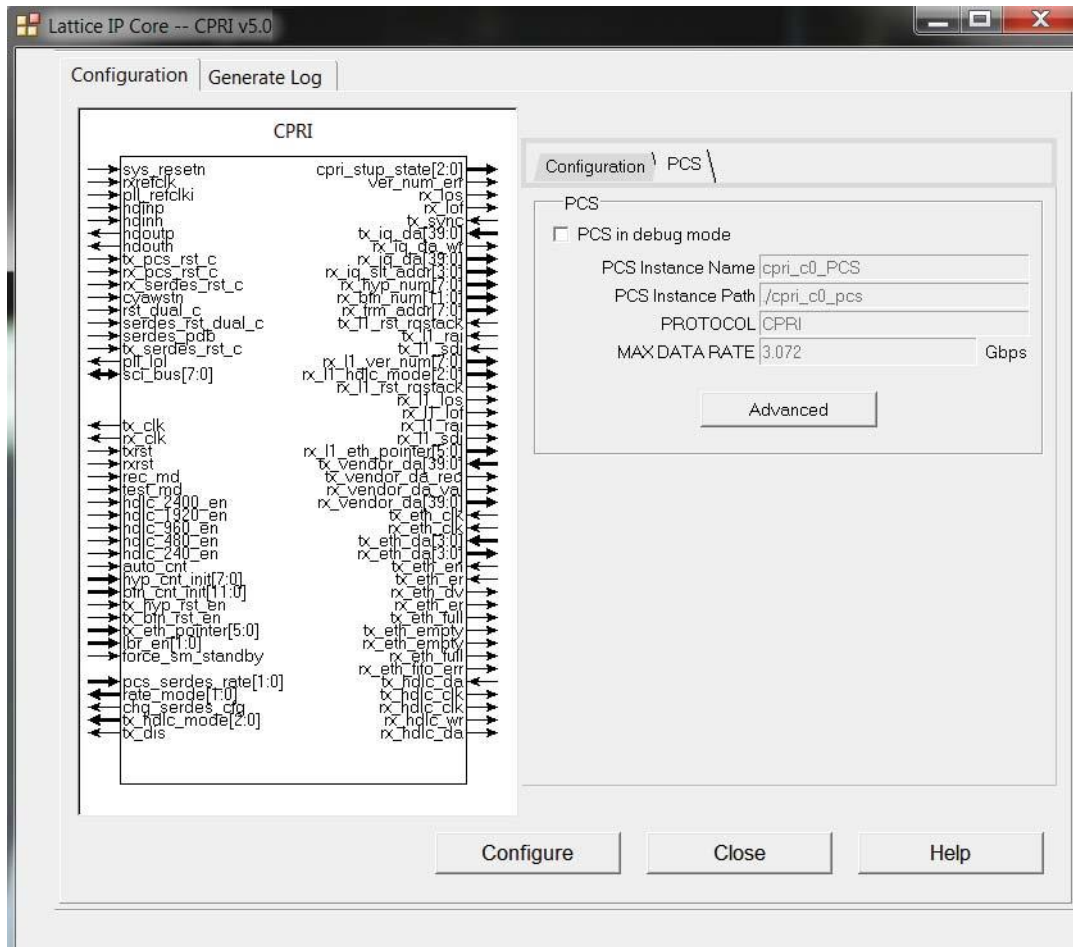 Lattice IP Core -- CPRI v5.0
Configuration Generate Log
CPRI
sys_resetn cpri_stup_state[2:0]
rxrefclk ver_num_err
pll_refclki rx_los
hdinp rx_lof
hdinh tx_sync
hdoutp tx_iq_da[39:0]
hdouth rx_iq_da_wr
tx_pcs_rst_c rx_iq_da[39:0]
rx_pcs_rst_c rx_iq_slt_addr[3:0]
rx_serdes_rst_c rx_hyp_num[7:0]
cyawstn rx_bfn_num[11:0]
rst_dual_c rx_frm_addr[7:0]
serdes_rst_dual_c tx_l1_rst_rqstack
serdes_pdb tx_l1_rai
tx_serdes_rst_c tx_l1_sdi
pll_lol rx_l1_ver_num[7:0]
sci_bus[7:0] rx_l1_hdlc_mode[2:0]
rx_l1_rst_rqstack
rx_l1_los
rx_l1_lof
tx_clk rx_l1_rai
rx_clk rx_l1_sdi
txrst rx_l1_eth_pointer[5:0]
rxrst tx_vendor_da[39:0]
rec_md tx_vendor_da_req
test_md rx_vendor_da_val
hdlc_2400_en rx_vendor_da[39:0]
hdlc_1920_en tx_eth_clk
hdlc_960_en rx_eth_clk
hdlc_480_en tx_eth_da[3:0]
hdlc_240_en rx_eth_da[3:0]
auto_cnt tx_eth_en
hyp_cnt_init[7:0] tx_eth_er
bfn_cnt_init[11:0] rx_eth_dv
tx_hyp_rst_en rx_eth_er
tx_bfn_rst_en tx_eth_full
tx_eth_pointer[5:0] tx_eth_empty
lbr_en[1:0] rx_eth_empty
force_sm_standby rx_eth_full
rx_eth_fifo_err
pcs_serdes_rate[1:0] tx_hdlc_da
rate_mode[1:0] tx_hdlc_clk
chg_serdes_cfg rx_hdlc_clk
tx_hdlc_mode[2:0] rx_hdlc_wr
tx_dis rx_hdlc_da
Configuration PCS
PCS
PCS in debug mode
PCS Instance Name cpri_c0_PCS
PCS Instance Path ./cpri_c0_pcs
PROTOCOL CPRI
MAX DATA RATE 3.072 Gbps
Advanced
Configure Close Help